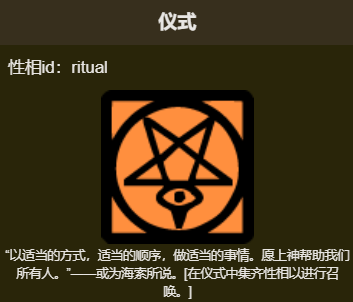 仪式
性相id：ritual
“以适当的方式，适当的顺序，做适当的事情。愿上神帮助我们
所有人。”——或为海索所说。[在仪式中集齐性相以进行召
唤。]